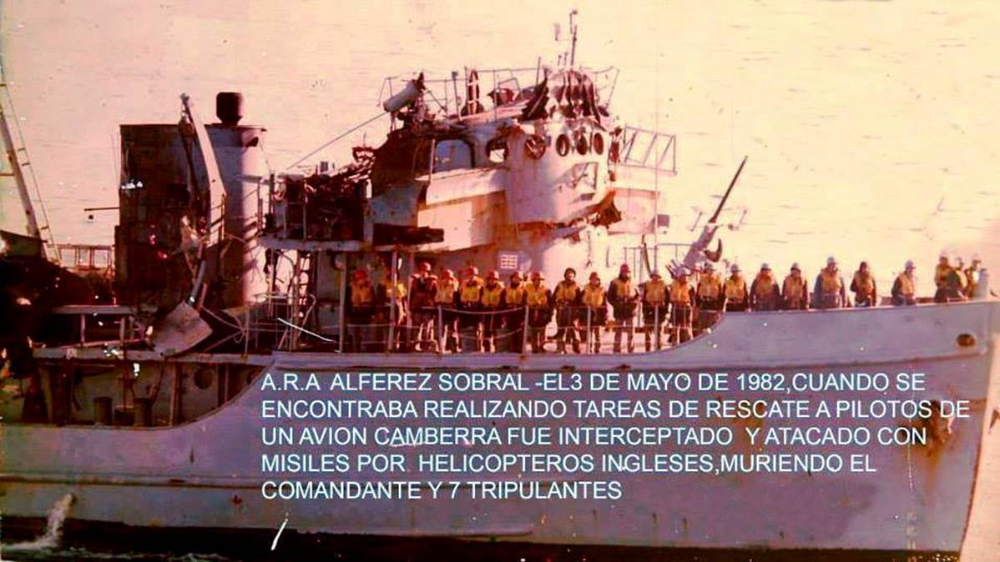 A.R.A ALFEREZ SOBRAL -EL3 DE MAYO DE 1982,CUANDO SE
ENCONTRABA REALIZANDO TAREAS DE RESCATE A PILOTOS DE
UN AVION CAMBERRA FUE INTERCEPTADO Y ATACADO CON
MISILES POR HELICOPTEROS INGLESES,MURIENDO EL
COMANDANTE Y 7 TRIPULANTES